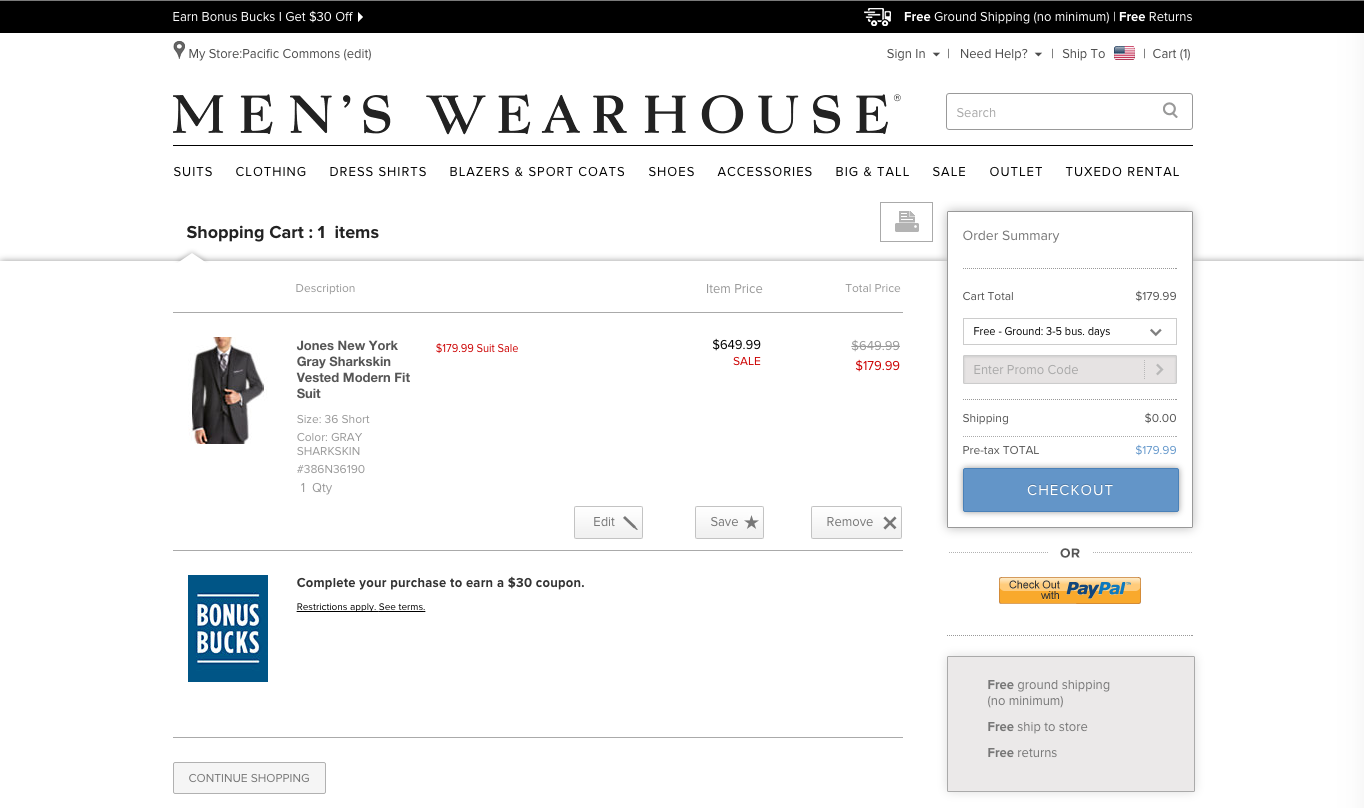 Earn Bonus Bucks I Get $30 Off
Free Ground Shipping (no minimum) | Free Returns
My Store:Pacific Commons (edit)
Sign In | Need Help? | Ship To | Cart (1)
MEN'S WEARHOUSE®
Search
SUITS CLOTHING DRESS SHIRTS BLAZERS & SPORT COATS SHOES ACCESSORIES BIG & TALL SALE OUTLET TUXEDO RENTAL
Shopping Cart : 1 items
Description Item Price Total Price
Jones New York
Gray Sharkskin
Vested Modern Fit
Suit
$179.99 Suit Sale
$649.99
SALE
$649.99
$179.99
Size: 36 Short
Color: GRAY
SHARKSKIN
#386N36190
1 Qty
Edit Save Remove
BONUS
BUCKS
Complete your purchase to earn a $30 coupon.
Restrictions apply. See terms.
CONTINUE SHOPPING
Order Summary
Cart Total $179.99
Free - Ground: 3-5 bus. days
Enter Promo Code
Shipping $0.00
Pre-tax TOTAL $179.99
CHECKOUT
OR
Check Out
with PayPal™
Free ground shipping
(no minimum)
Free ship to store
Free returns